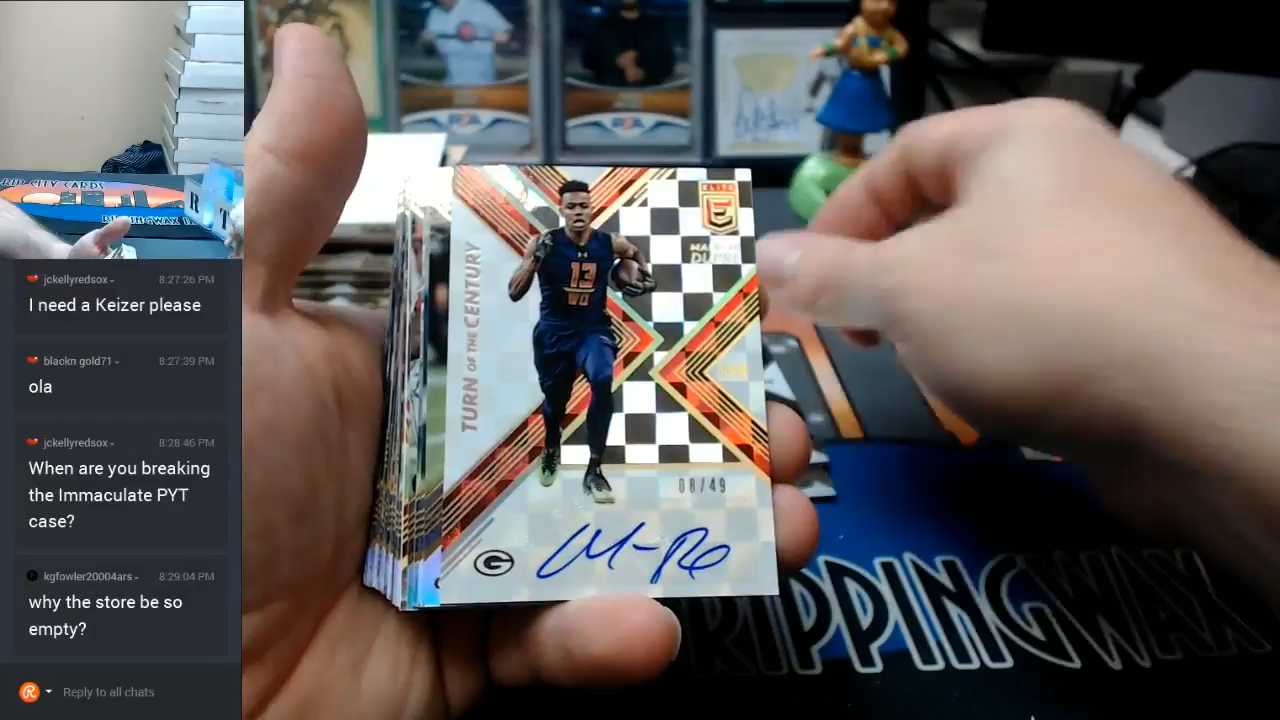 RIP CITY CARDS
R
T
jckellyredsox
8:27:26 PM
I need a Keizer please
blackn gold71
8:27:39 PM
ola
jckellyredsox
8:28:46 PM
When are you breaking
the Immaculate PYT
case?
kgfowler20004ars
8:29:04 PM
why the store be so
empty?
R
Reply to all chats
ELITE
E
TURN OF THE CENTURY
13
08/49
G
RIPPINGWAX